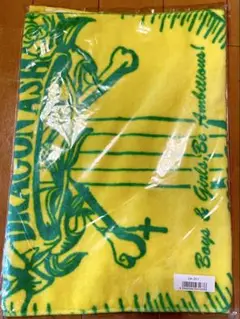 DRAGON ASH
Boys & Girls, Be Ambitious!